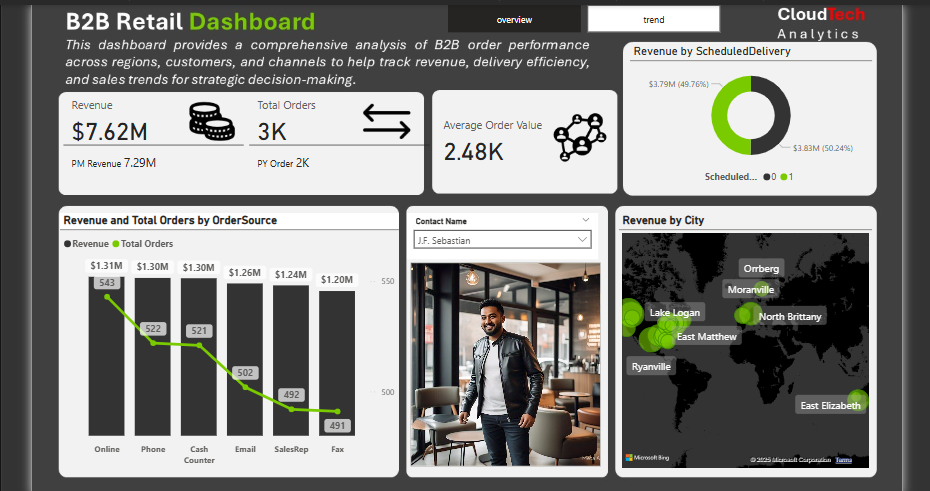 B2B Retail Dashboard
overview
trend
CloudTech
Analytics
This dashboard provides a comprehensive analysis of B2B order performance
across regions, customers, and channels to help track revenue, delivery efficiency,
and sales trends for strategic decision-making.
Revenue by ScheduledDelivery
$3.79M (49.76%)
$3.83M (50.24%)
Scheduled... 0 1
Revenue
$7.62M
PM Revenue 7.29M
Total Orders
3K
PY Order 2K
Average Order Value
2.48K
Revenue and Total Orders by OrderSource
Revenue Total Orders
$1.31M $1.30M $1.30M $1.26M $1.24M $1.20M
543 522 521 502 492 491
550
500
Online Phone Cash Counter Email SalesRep Fax
Contact Name
J.F. Sebastian
Revenue by City
Orrberg
Moranville
Lake Logan
North Brittany
East Matthew
Ryanville
East Elizabeth
Microsoft Bing
© 2025 Microsoft Corporation Terms